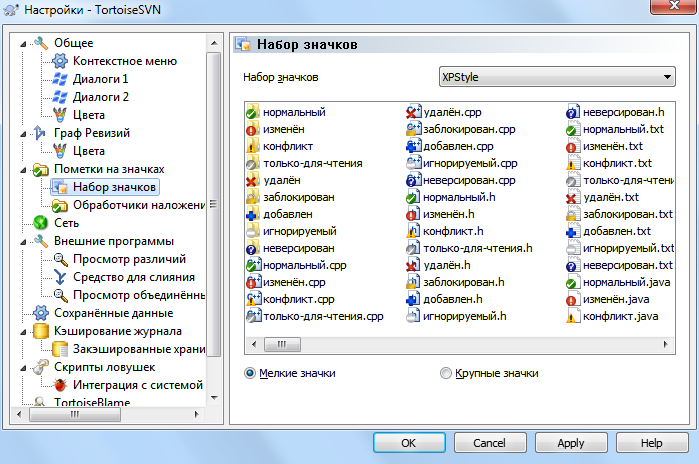 Настройки - TortoiseSVN
Общее
Контекстное меню
Диалоги 1
Диалоги 2
Цвета
Граф Ревизий
Цвета
Пометки на значках
Набор значков
Обработчики наложени
Сеть
Внешние программы
Просмотр различий
Средство для слияния
Просмотр объединённь
Сохранённые данные
Кэширование журнала
Закэшированные храни
Скрипты ловушек
Интеграция с системой
TortoiseBlame
Набор значков
Набор значков
XPStyle
нормальный
изменён
конфликт
только-для-чтения
удалён
заблокирован
добавлен
игнорируемый
неверсирован
нормальный.cpp
изменён.cpp
конфликт.cpp
только-для-чтения.cpp
удалён.cpp
заблокирован.cpp
добавлен.cpp
игнорируемый.cpp
неверсирован.cpp
нормальный.h
изменён.h
конфликт.h
только-для-чтения.h
удалён.h
заблокирован.h
добавлен.h
игнорируемый.h
неверсирован.h
нормальный.txt
изменён.txt
конфликт.txt
только-для-чтени
удалён.txt
заблокирован.txt
добавлен.txt
игнорируемый.txt
неверсирован.txt
нормальный.java
изменён.java
конфликт.java
Мелкие значки
Крупные значки
OK
Cancel
Apply
Help